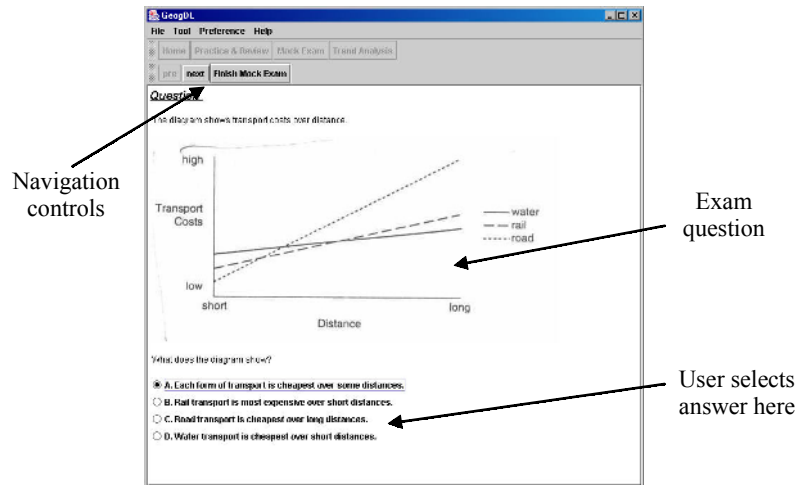 GeogDL
File Tool Preference Help
Home Practice & Review Mock Exam Trend Analysis
pre next Finish Mock Exam
Question
The diagram shows transport costs over distance.
high
Transport
Costs
low
short
long
Distance
water
rail
road
What does the diagram show?
A. Each form of transport is cheapest over some distances.
B. Rail transport is most expensive over short distances.
C. Road transport is cheapest over long distances.
D. Water transport is cheapest over short distances.
Navigation
controls
Exam
question
User selects
answer here